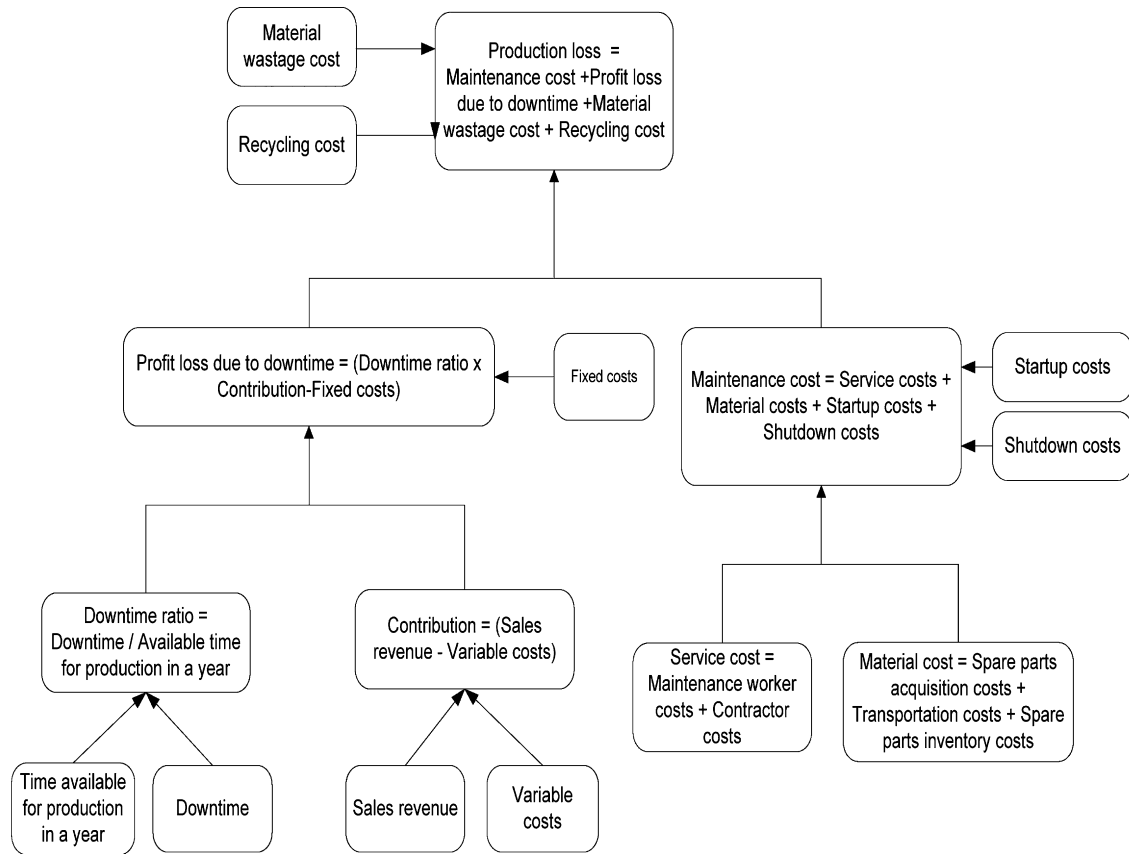 Material
wastage cost
Production loss =
Maintenance cost +Profit loss
due to downtime +Material
wastage cost + Recycling cost
Recycling cost
Profit loss due to downtime = (Downtime ratio x
Contribution-Fixed costs)
Fixed costs
Maintenance cost = Service costs +
Material costs + Startup costs +
Shutdown costs
Startup costs
Shutdown costs
Downtime ratio =
Downtime / Available time
for production in a year
Contribution = (Sales
revenue - Variable costs)
Service cost =
Maintenance worker
costs + Contractor
costs
Material cost = Spare parts
acquisition costs +
Transportation costs + Spare
parts inventory costs
Time available
for production
in a year
Downtime
Sales revenue
Variable
costs